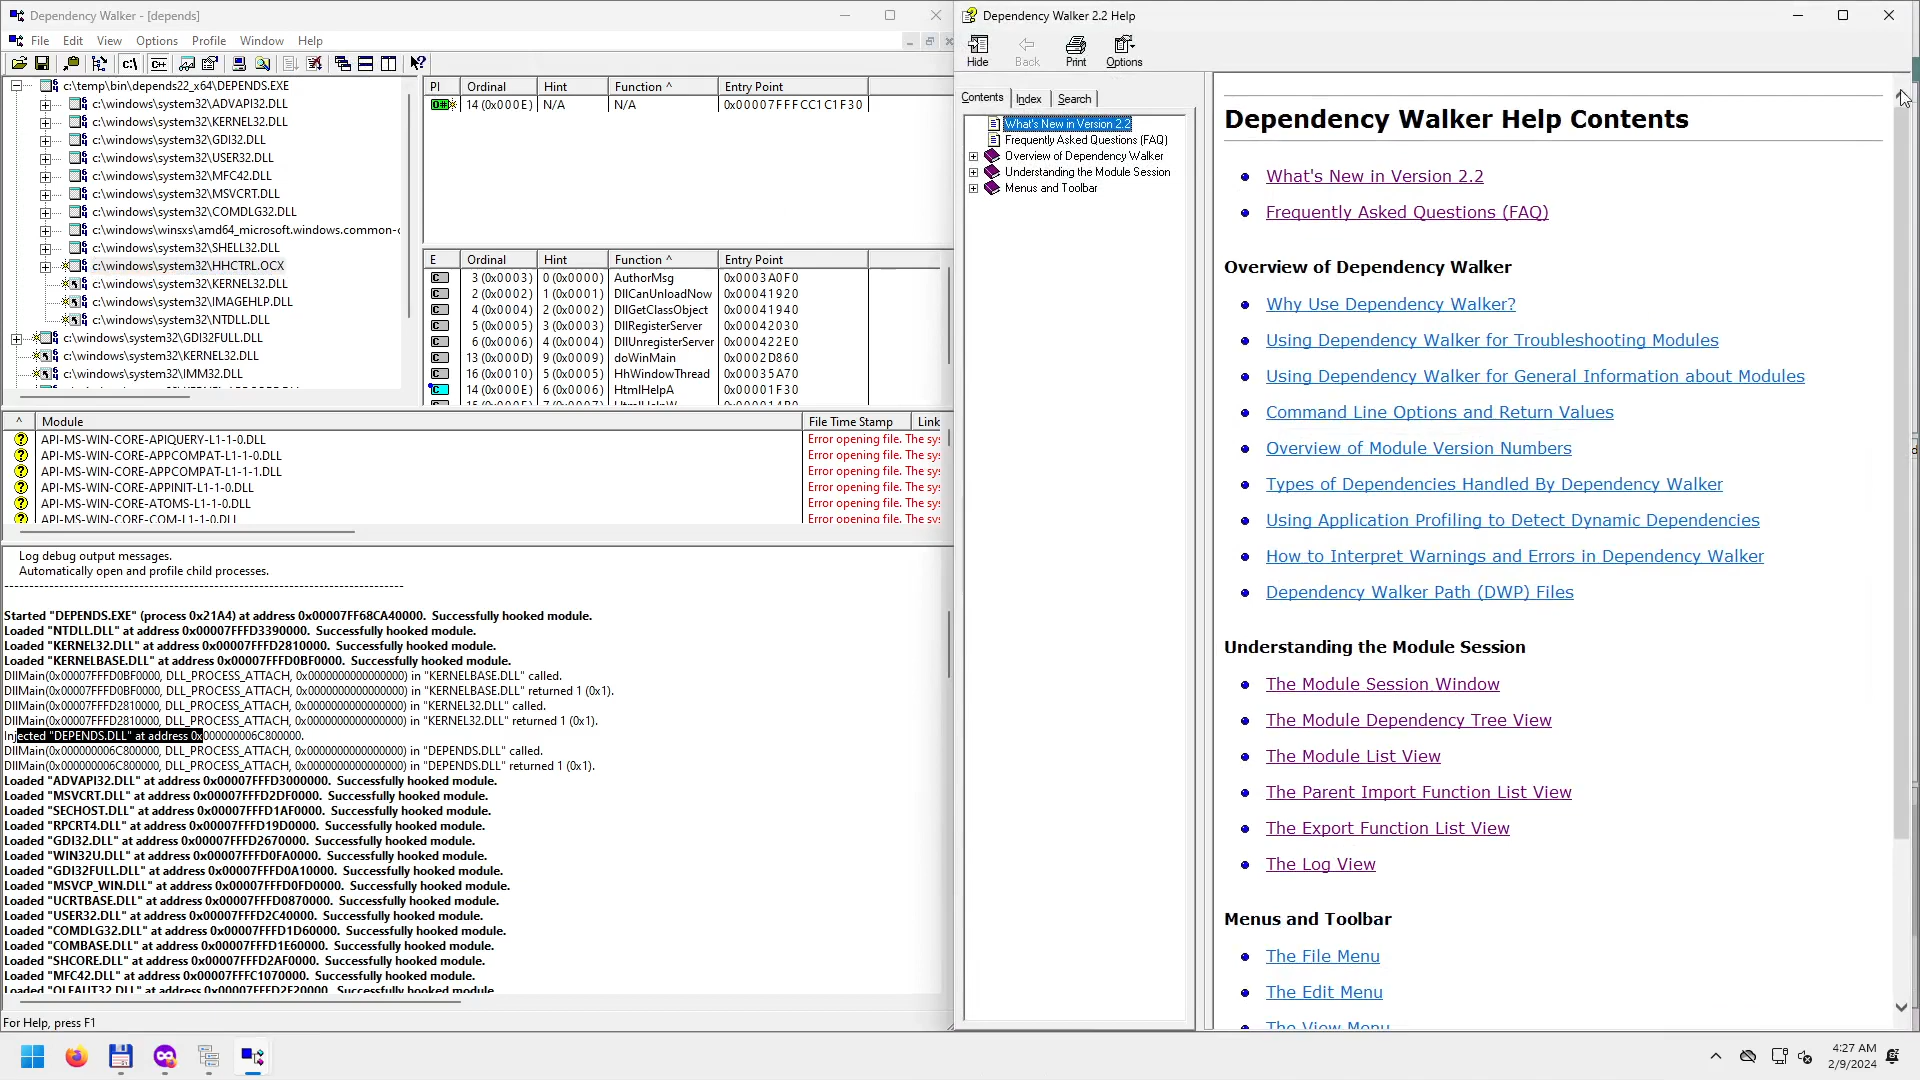 Dependency Walker - [depends]
File Edit View Options Profile Window Help
c:\temp\bin\depends22_x64\DEPENDS.EXE
c:\windows\system32\ADVAPI32.DLL
c:\windows\system32\KERNEL32.DLL
c:\windows\system32\GDI32.DLL
c:\windows\system32\USER32.DLL
c:\windows\system32\MFC42.DLL
c:\windows\system32\MSVCRT.DLL
c:\windows\system32\COMDLG32.DLL
c:\windows\winsxs\amd64_microsoft.windows.common-c
c:\windows\system32\SHELL32.DLL
c:\windows\system32\HHCTRL.OCX
c:\windows\system32\KERNEL32.DLL
c:\windows\system32\IMAGEHLP.DLL
c:\windows\system32\NTDLL.DLL
c:\windows\system32\GDI32FULL.DLL
c:\windows\system32\KERNEL32.DLL
c:\windows\system32\IMM32.DLL
PI Ordinal Hint Function ^ Entry Point
14 (0x000E) N/A N/A 0x00007FFFCC1C1F30
E Ordinal Hint Function ^ Entry Point
C 3 (0x0003) 0 (0x0000) AuthorMsg 0x0003A0F0
C 2 (0x0002) 1 (0x0001) DllCanUnloadNow 0x00041920
C 4 (0x0004) 2 (0x0002) DllGetClassObject 0x00041940
C 5 (0x0005) 3 (0x0003) DllRegisterServer 0x00042030
C 6 (0x0006) 4 (0x0004) DllUnregisterServer 0x000422E0
C 13 (0x000D) 9 (0x0009) doWinMain 0x0002D860
C 16 (0x0010) 5 (0x0005) HhWindowThread 0x00035A70
C 14 (0x000E) 6 (0x0006) HtmlHelpA 0x00001F30
^ Module File Time Stamp Link
API-MS-WIN-CORE-APIQUERY-L1-1-0.DLL Error opening file. The sys
API-MS-WIN-CORE-APPCOMPAT-L1-1-0.DLL Error opening file. The sys
API-MS-WIN-CORE-APPCOMPAT-L1-1-1.DLL Error opening file. The sys
API-MS-WIN-CORE-APPINIT-L1-1-0.DLL Error opening file. The sys
API-MS-WIN-CORE-ATOMS-L1-1-0.DLL Error opening file. The sys
API-MS-WIN-CORE-COM-L1-1-0.DLL Error opening file. The sys
Log debug output messages.
Automatically open and profile child processes.
--------------------------------------------------------------------------------
Started "DEPENDS.EXE" (process 0x21A4) at address 0x00007FF68CA40000. Successfully hooked module.
Loaded "NTDLL.DLL" at address 0x00007FFFD3390000. Successfully hooked module.
Loaded "KERNEL32.DLL" at address 0x00007FFFD2810000. Successfully hooked module.
Loaded "KERNELBASE.DLL" at address 0x00007FFFD0BF0000. Successfully hooked module.
DllMain(0x00007FFFD0BF0000, DLL_PROCESS_ATTACH, 0x0000000000000000) in "KERNELBASE.DLL" called.
DllMain(0x00007FFFD0BF0000, DLL_PROCESS_ATTACH, 0x0000000000000000) in "KERNELBASE.DLL" returned 1 (0x1).
DllMain(0x00007FFFD2810000, DLL_PROCESS_ATTACH, 0x0000000000000000) in "KERNEL32.DLL" called.
DllMain(0x00007FFFD2810000, DLL_PROCESS_ATTACH, 0x0000000000000000) in "KERNEL32.DLL" returned 1 (0x1).
Injected "DEPENDS.DLL" at address 0x000000006C800000.
DllMain(0x000000006C800000, DLL_PROCESS_ATTACH, 0x0000000000000000) in "DEPENDS.DLL" called.
DllMain(0x000000006C800000, DLL_PROCESS_ATTACH, 0x0000000000000000) in "DEPENDS.DLL" returned 1 (0x1).
Loaded "ADVAPI32.DLL" at address 0x00007FFFD3000000. Successfully hooked module.
Loaded "MSVCRT.DLL" at address 0x00007FFFD2DF0000. Successfully hooked module.
Loaded "SECHOST.DLL" at address 0x00007FFFD1AF0000. Successfully hooked module.
Loaded "RPCRT4.DLL" at address 0x00007FFFD19D0000. Successfully hooked module.
Loaded "GDI32.DLL" at address 0x00007FFFD2670000. Successfully hooked module.
Loaded "WIN32U.DLL" at address 0x00007FFFD0FA0000. Successfully hooked module.
Loaded "GDI32FULL.DLL" at address 0x00007FFFD0A10000. Successfully hooked module.
Loaded "MSVCP_WIN.DLL" at address 0x00007FFFD0FD0000. Successfully hooked module.
Loaded "UCRTBASE.DLL" at address 0x00007FFFD0870000. Successfully hooked module.
Loaded "USER32.DLL" at address 0x00007FFFD2C40000. Successfully hooked module.
Loaded "COMDLG32.DLL" at address 0x00007FFFD1D60000. Successfully hooked module.
Loaded "COMBASE.DLL" at address 0x00007FFFD1E60000. Successfully hooked module.
Loaded "SHCORE.DLL" at address 0x00007FFFD2AF0000. Successfully hooked module.
Loaded "MFC42.DLL" at address 0x00007FFFC1070000. Successfully hooked module.
Loaded "OLEAUT32.DLL" at address 0x00007FFFD2F20000. Successfully hooked module.
For Help, press F1
Dependency Walker 2.2 Help
Hide Back Print Options
Contents Index Search
What's New in Version 2.2
Frequently Asked Questions (FAQ)
Overview of Dependency Walker
Understanding the Module Session
Menus and Toolbar
Dependency Walker Help Contents
What's New in Version 2.2
Frequently Asked Questions (FAQ)
Overview of Dependency Walker
Why Use Dependency Walker?
Using Dependency Walker for Troubleshooting Modules
Using Dependency Walker for General Information about Modules
Command Line Options and Return Values
Overview of Module Version Numbers
Types of Dependencies Handled By Dependency Walker
Using Application Profiling to Detect Dynamic Dependencies
How to Interpret Warnings and Errors in Dependency Walker
Dependency Walker Path (DWP) Files
Understanding the Module Session
The Module Session Window
The Module Dependency Tree View
The Module List View
The Parent Import Function List View
The Export Function List View
The Log View
Menus and Toolbar
The File Menu
The Edit Menu
The View Menu
4:27 AM
2/9/2024